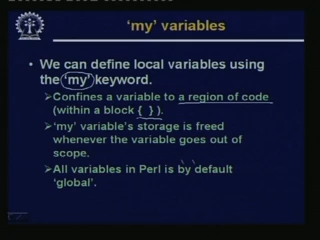 ‘my’ variables
• We can define local variables using
the ‘my’ keyword.
➢Confines a variable to a region of code
(within a block { } ).
➢‘my’ variable’s storage is freed
whenever the variable goes out of
scope.
➢All variables in Perl is by default
‘global’.